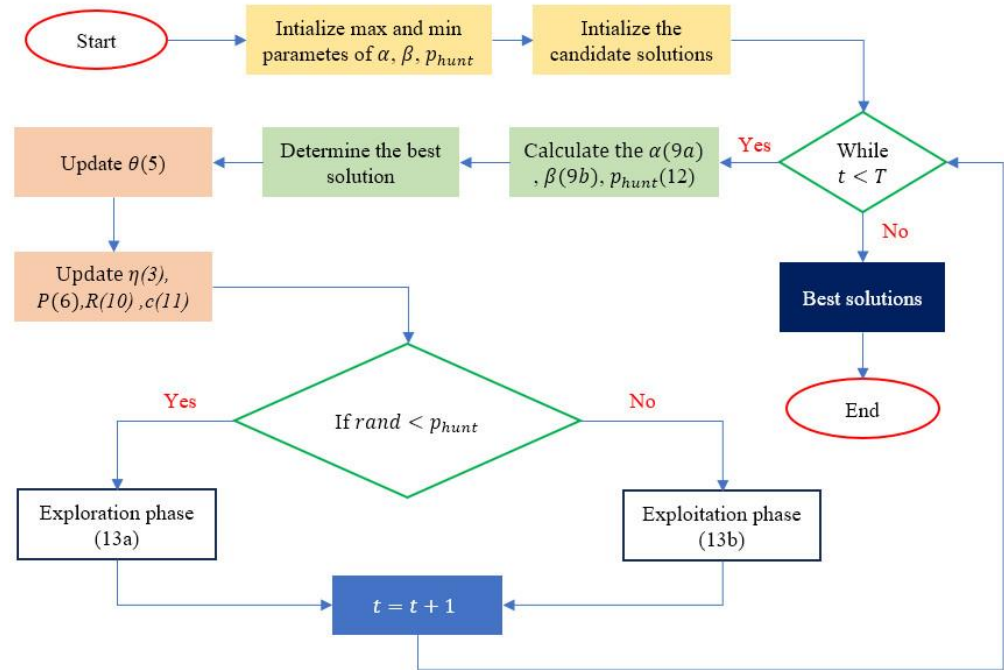 Start
Intialize max and min
parametes of α, β, p_hunt
Intialize the
candidate solutions
While
t < T
Yes
Calculate the α(9a)
, β(9b), p_hunt(12)
Determine the best
solution
Update θ(5)
No
Update η(3),
P(6),R(10) ,c(11)
Best solutions
End
If rand < p_hunt
Yes
No
Exploration phase
(13a)
Exploitation phase
(13b)
t = t + 1